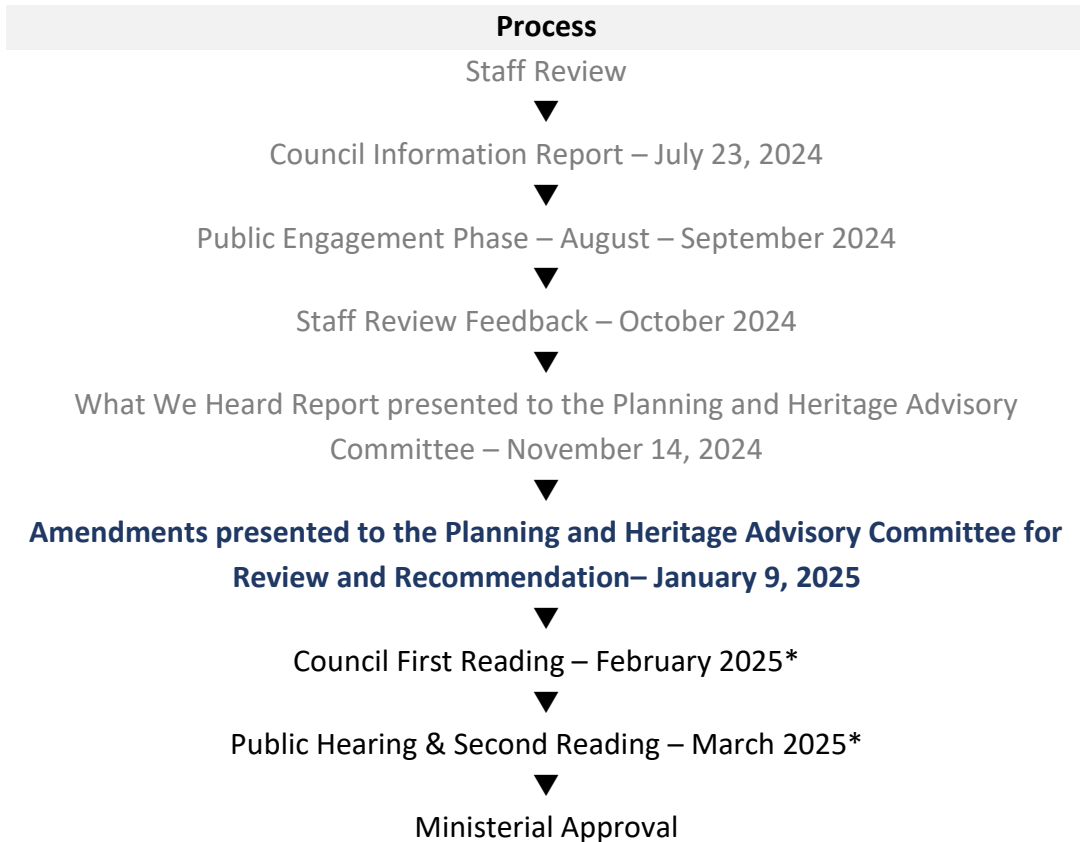 Process
Staff Review
Council Information Report – July 23, 2024
Public Engagement Phase – August – September 2024
Staff Review Feedback – October 2024
What We Heard Report presented to the Planning and Heritage Advisory
Committee – November 14, 2024
Amendments presented to the Planning and Heritage Advisory Committee for
Review and Recommendation– January 9, 2025
Council First Reading – February 2025*
Public Hearing & Second Reading – March 2025*
Ministerial Approval